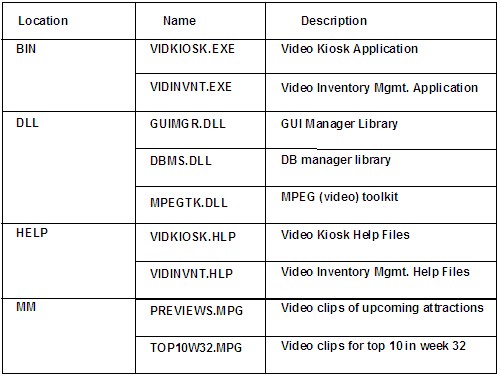 Location Name Description
BIN VIDKIOSK.EXE Video Kiosk Application
VIDINVNT.EXE Video Inventory Mgmt. Application
DLL GUIMGR.DLL GUI Manager Library
DBMS.DLL DB manager library
MPEGTK.DLL MPEG (video) toolkit
HELP VIDKIOSK.HLP Video Kiosk Help Files
VIDINVNT.HLP Video Inventory Mgmt. Help Files
MM PREVIEWS.MPG Video clips of upcoming attractions
TOP10W32.MPG Video clips for top 10 in week 32